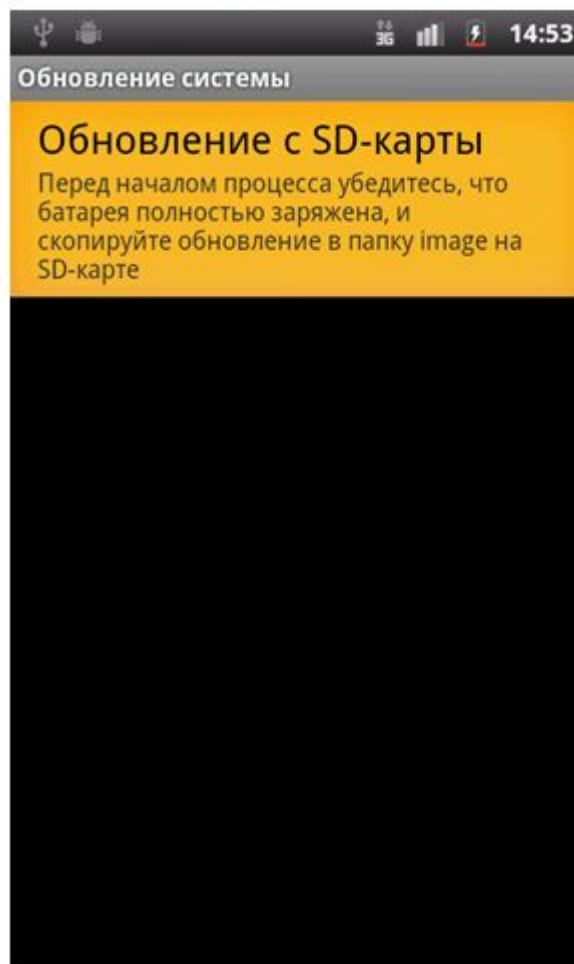 3G 14:53
Обновление системы
Обновление с SD-карты
Перед началом процесса убедитесь, что
батарея полностью заряжена, и
скопируйте обновление в папку image на
SD-карте